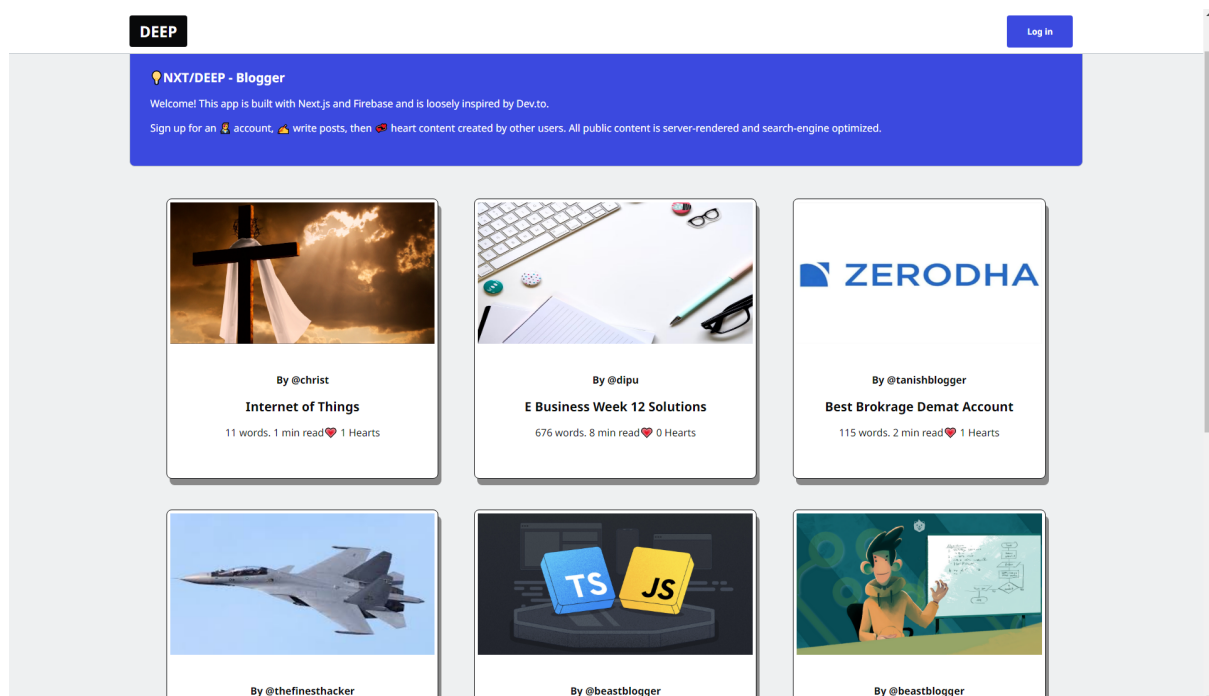 DEEP
Log in
💡NXT/DEEP - Blogger
Welcome! This app is built with Next.js and Firebase and is loosely inspired by Dev.to.
Sign up for an 👨‍🎤 account, ✍️ write posts, then 💞 heart content created by other users. All public content is server-rendered and search-engine optimized.
ZERODHA
By @christ
Internet of Things
11 words. 1 min read💗 1 Hearts
By @dipu
E Business Week 12 Solutions
676 words. 8 min read💗 0 Hearts
By @tanishblogger
Best Brokrage Demat Account
115 words. 2 min read💗 1 Hearts
TS
JS
By @thefinesthacker
By @beastblogger
By @beastblogger